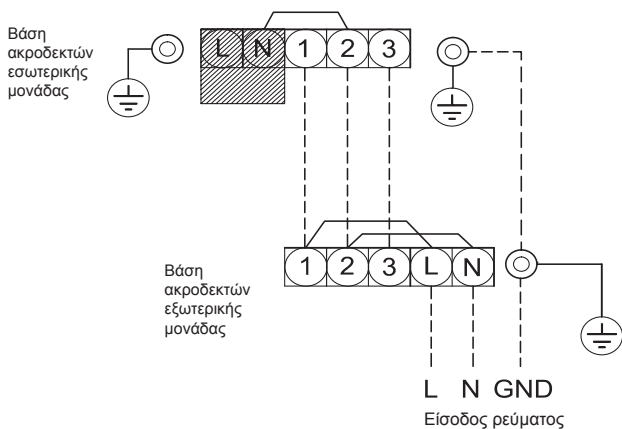 Βάση
ακροδεκτών
εσωτερικής
μονάδας
L N 1 2 3
1 2 3 L N
Βάση
ακροδεκτών
εξωτερικής
μονάδας
L N GND
Είσοδος ρεύματος